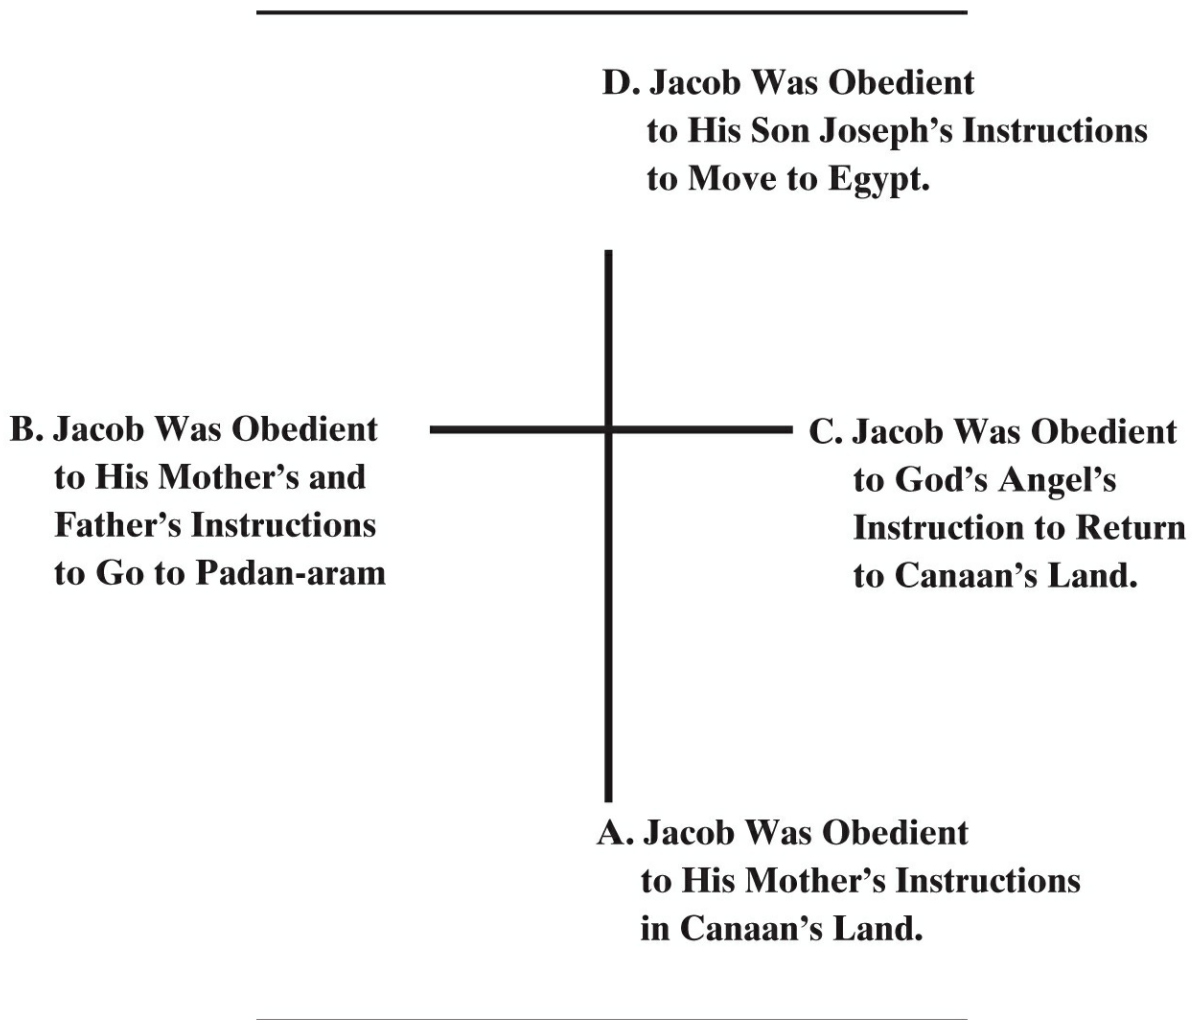 D. Jacob Was Obedient
to His Son Joseph’s Instructions
to Move to Egypt.
B. Jacob Was Obedient
to His Mother’s and
Father’s Instructions
to Go to Padan-aram
C. Jacob Was Obedient
to God’s Angel’s
Instruction to Return
to Canaan’s Land.
A. Jacob Was Obedient
to His Mother’s Instructions
in Canaan’s Land.